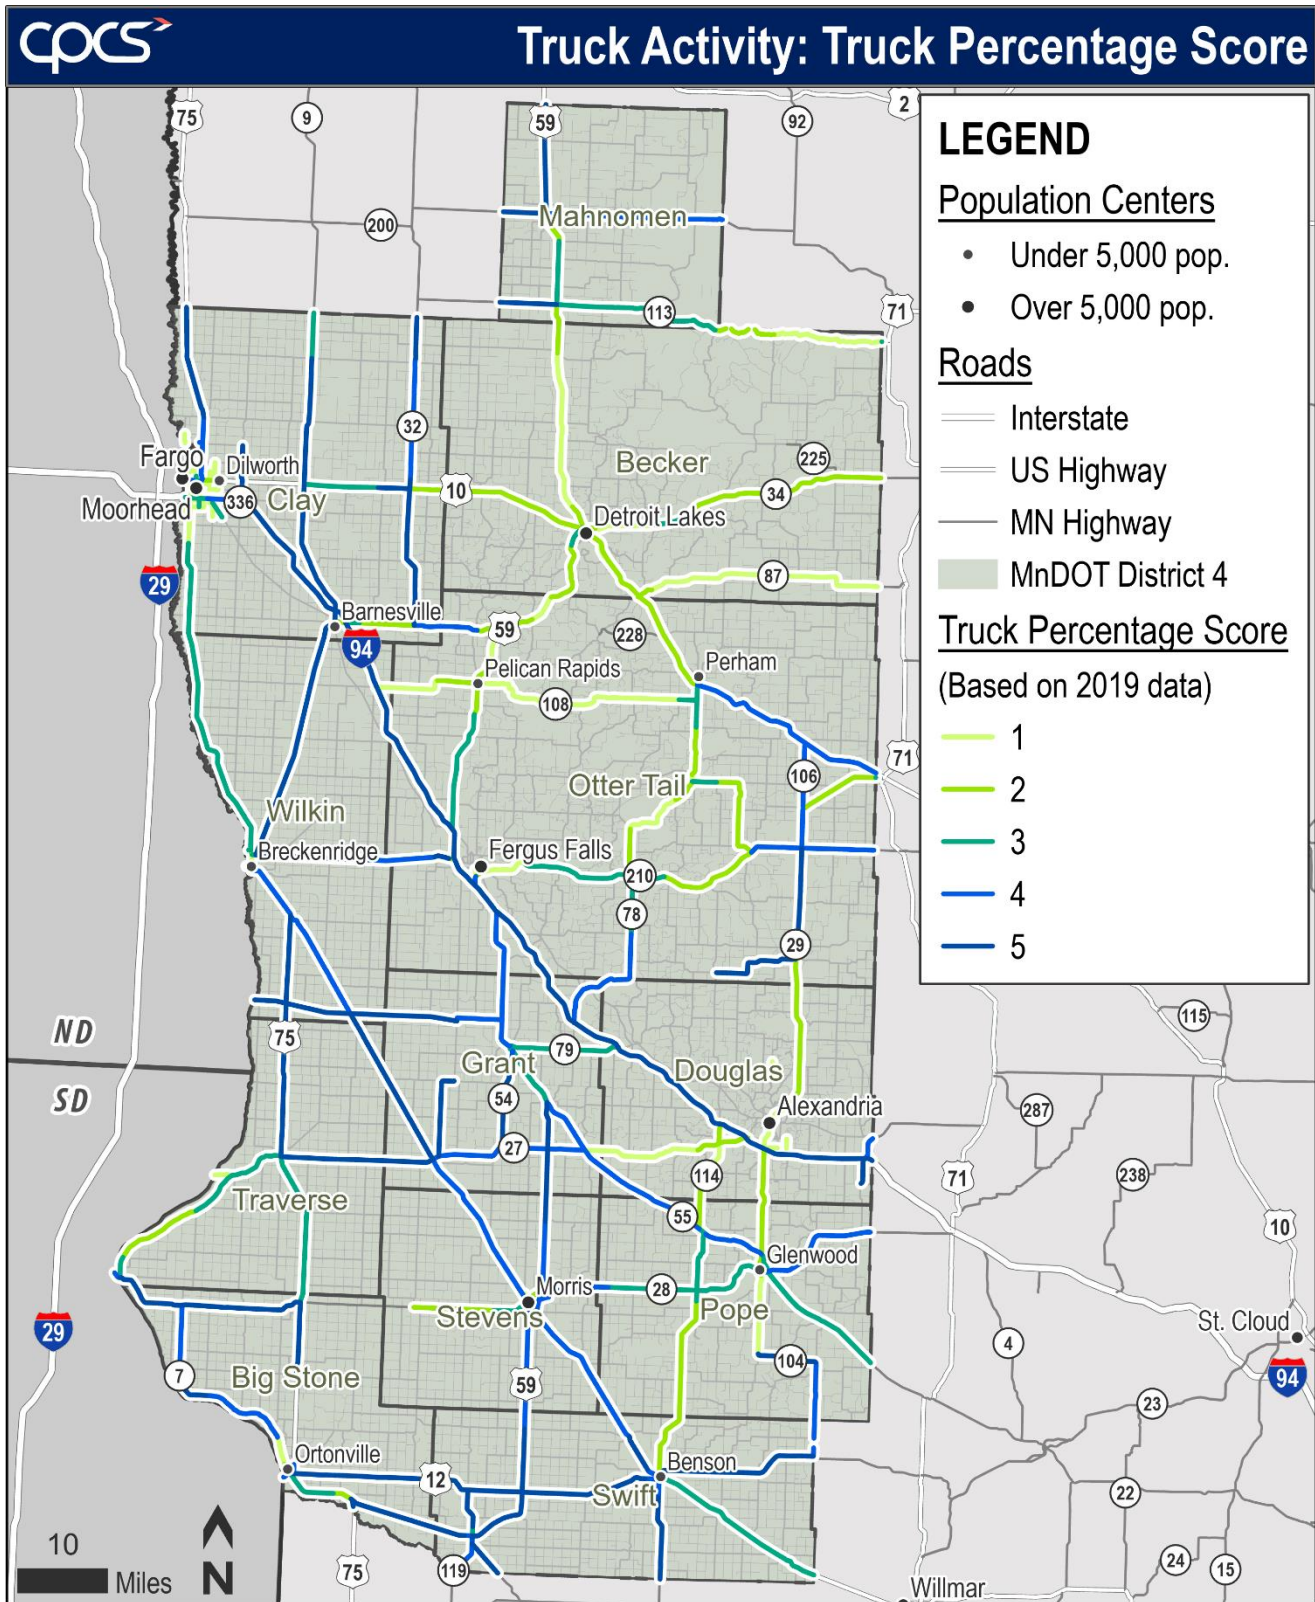 cpcs
Truck Activity: Truck Percentage Score
LEGEND
Population Centers
Under 5,000 pop.
Over 5,000 pop.
Roads
Interstate
US Highway
MN Highway
MnDOT District 4
Truck Percentage Score
(Based on 2019 data)
1
2
3
4
5
75
9
59
92
2
Mahnomen
200
113
71
32
Fargo
Dilworth
Becker
225
Moorhead
336
Clay
10
34
Detroit Lakes
29
87
Barnesville
94
59
228
Pelican Rapids
Perham
108
71
106
Otter Tail
Wilkin
Breckenridge
Fergus Falls
210
78
29
ND
SD
75
79
115
Grant
Douglas
54
Alexandria
287
27
114
71
238
Traverse
55
10
Glenwood
Morris
28
Stevens
Pope
29
St. Cloud
104
4
94
7
Big Stone
59
23
Ortonville
12
Benson
Swift
22
10
Miles
N
75
119
24
15
Willmar